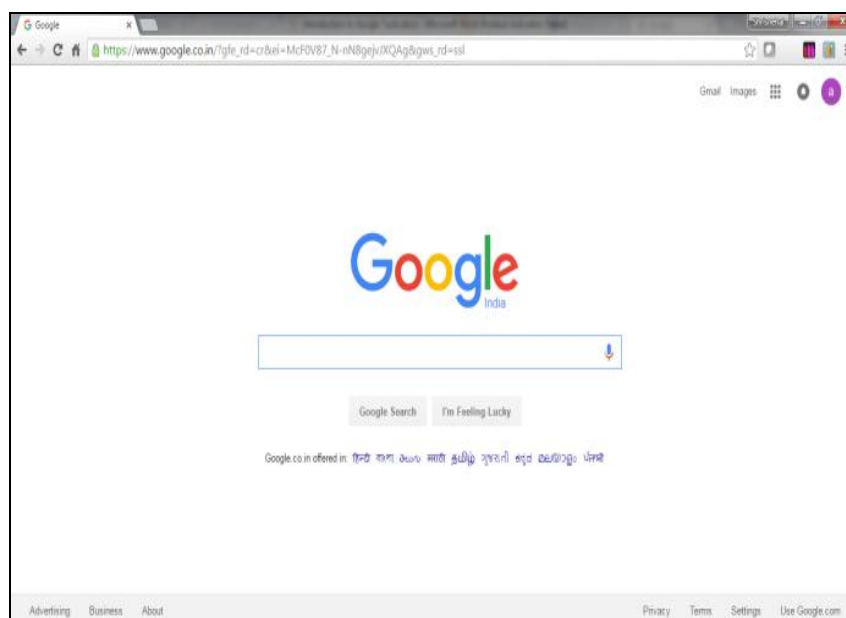 Google
https://www.google.co.in/?gfe_rd=cr&ei=McF0V87_N-nN8gejvJXQAg&gws_rd=ssl
Gmail Images a
Google
India
Google Search I'm Feeling Lucky
Google.co.in offered in: हिन्दी বাংলা తెలుగు मराठी தமிழ் ગુજરાતી ಕನ್ನಡ മലയാളം ਪੰਜਾਬੀ
Advertising Business About Privacy Terms Settings Use Google.com